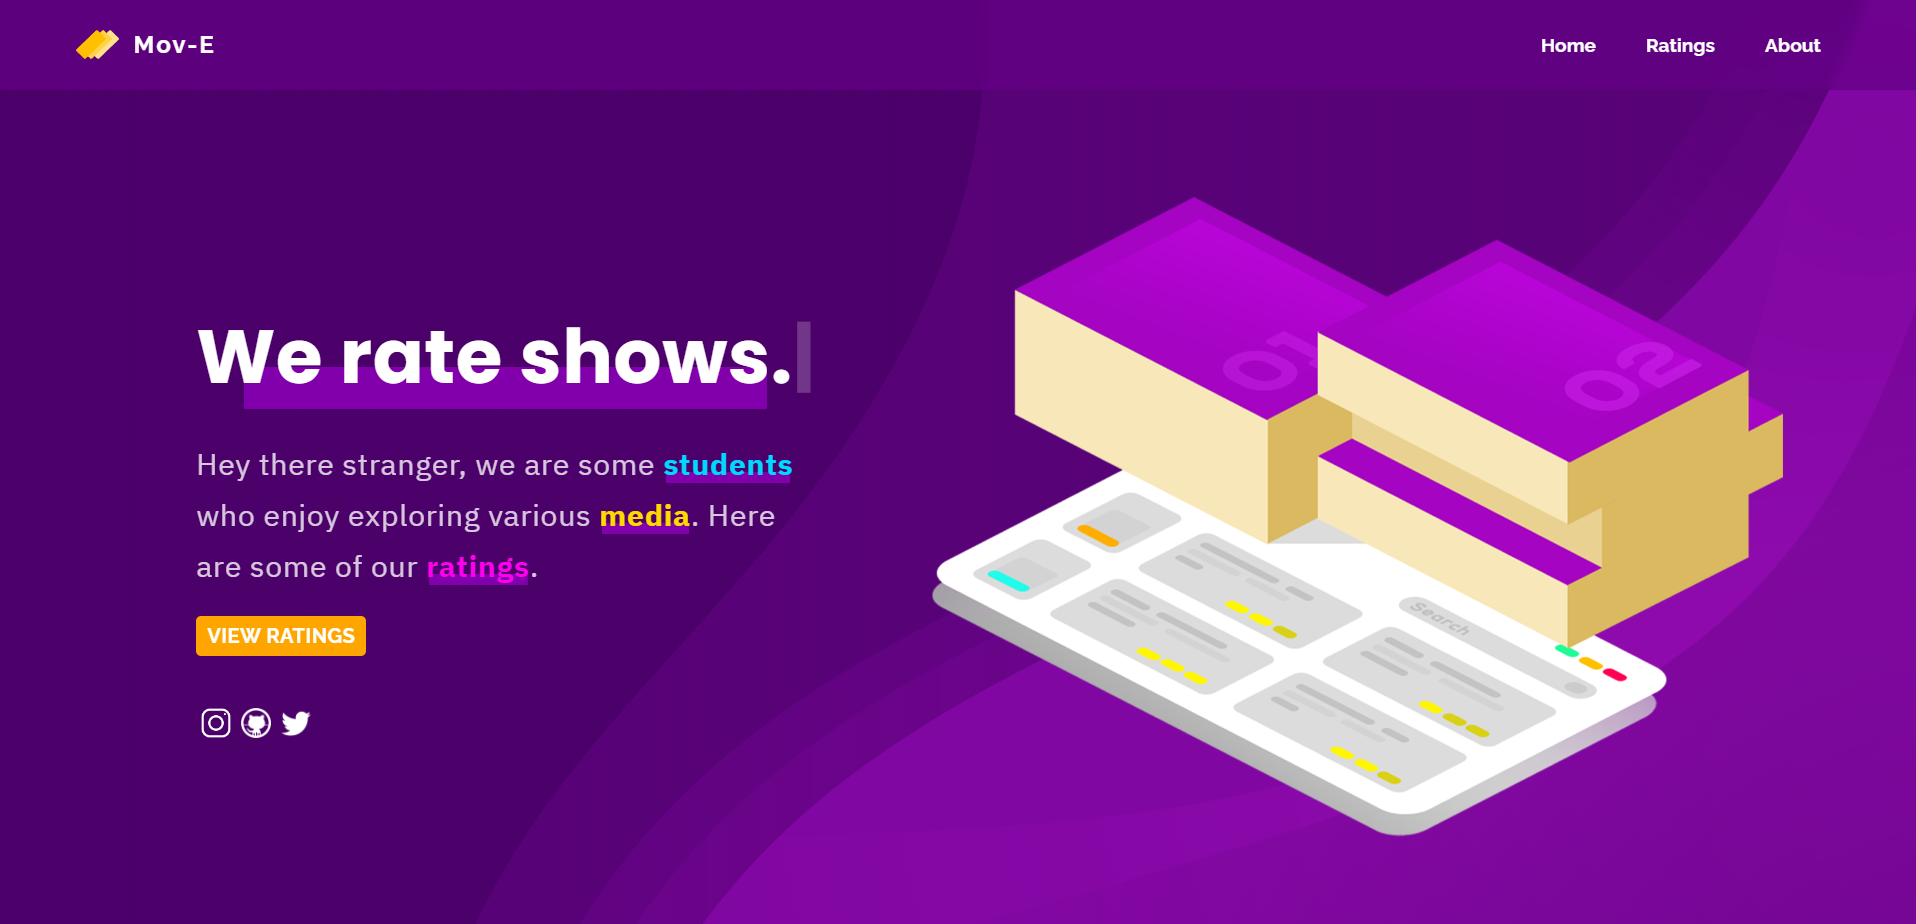 Mov-E
Home
Ratings
About
We rate shows.
Hey there stranger, we are some students
who enjoy exploring various media. Here
are some of our ratings.
VIEW RATINGS
01
02
Search